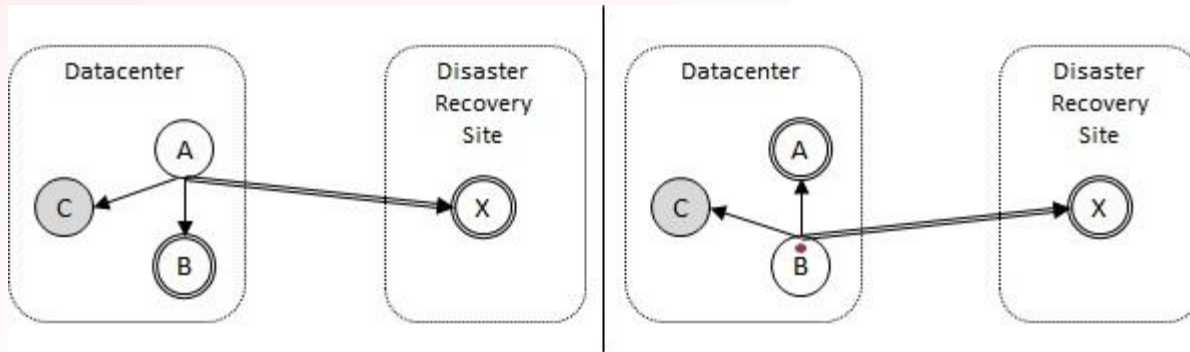 Datacenter
Disaster
Recovery
Site
A
C
X
B
Datacenter
Disaster
Recovery
Site
A
C
X
B